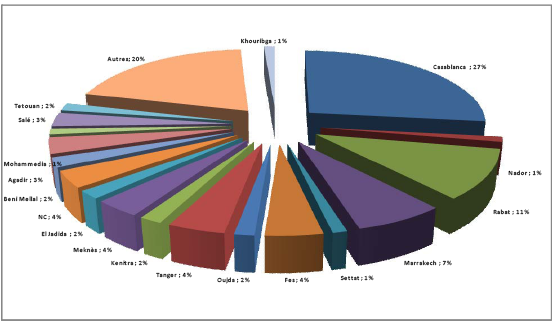 Khouribga ; 1%
Casablanca ; 27%
Nador ; 1%
Rabat ; 11%
Marrakech ; 7%
Settat ; 1%
Fes ; 4%
Oujda ; 2%
Tanger ; 4%
Kenitra ; 2%
Meknès ; 4%
El Jadida ; 2%
NC ; 4%
Beni Mellal ; 2%
Agadir ; 3%
Mohammedia ; 1%
Salé ; 3%
Tetouan ; 2%
Autres; 20%